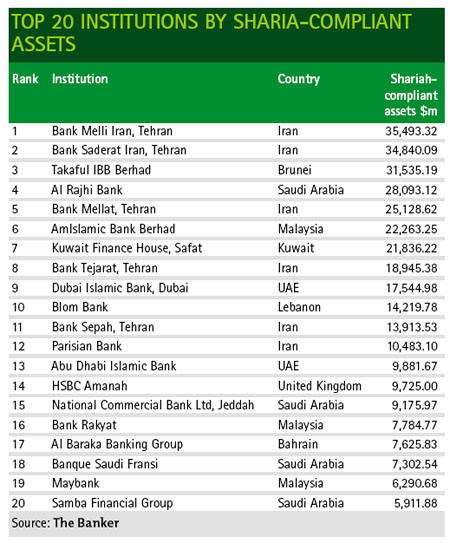 TOP 20 INSTITUTIONS BY SHARIA-COMPLIANT
ASSETS
Rank Institution Country Shariah-
compliant
assets $m
1 Bank Melli Iran, Tehran Iran 35,493.32
2 Bank Saderat Iran, Tehran Iran 34,840.09
3 Takaful IBB Berhad Brunei 31,535.19
4 Al Rajhi Bank Saudi Arabia 28,093.12
5 Bank Mellat, Tehran Iran 25,128.62
6 AmIslamic Bank Berhad Malaysia 22,263.25
7 Kuwait Finance House, Safat Kuwait 21,836.22
8 Bank Tejarat, Tehran Iran 18,945.38
9 Dubai Islamic Bank, Dubai UAE 17,544.98
10 Blom Bank Lebanon 14,219.78
11 Bank Sepah, Tehran Iran 13,913.53
12 Parisian Bank Iran 10,483.10
13 Abu Dhabi Islamic Bank UAE 9,881.67
14 HSBC Amanah United Kingdom 9,725.00
15 National Commercial Bank Ltd, Jeddah Saudi Arabia 9,175.97
16 Bank Rakyat Malaysia 7,784.77
17 Al Baraka Banking Group Bahrain 7,625.83
18 Banque Saudi Fransi Saudi Arabia 7,302.54
19 Maybank Malaysia 6,290.68
20 Samba Financial Group Saudi Arabia 5,911.88
Source: The Banker